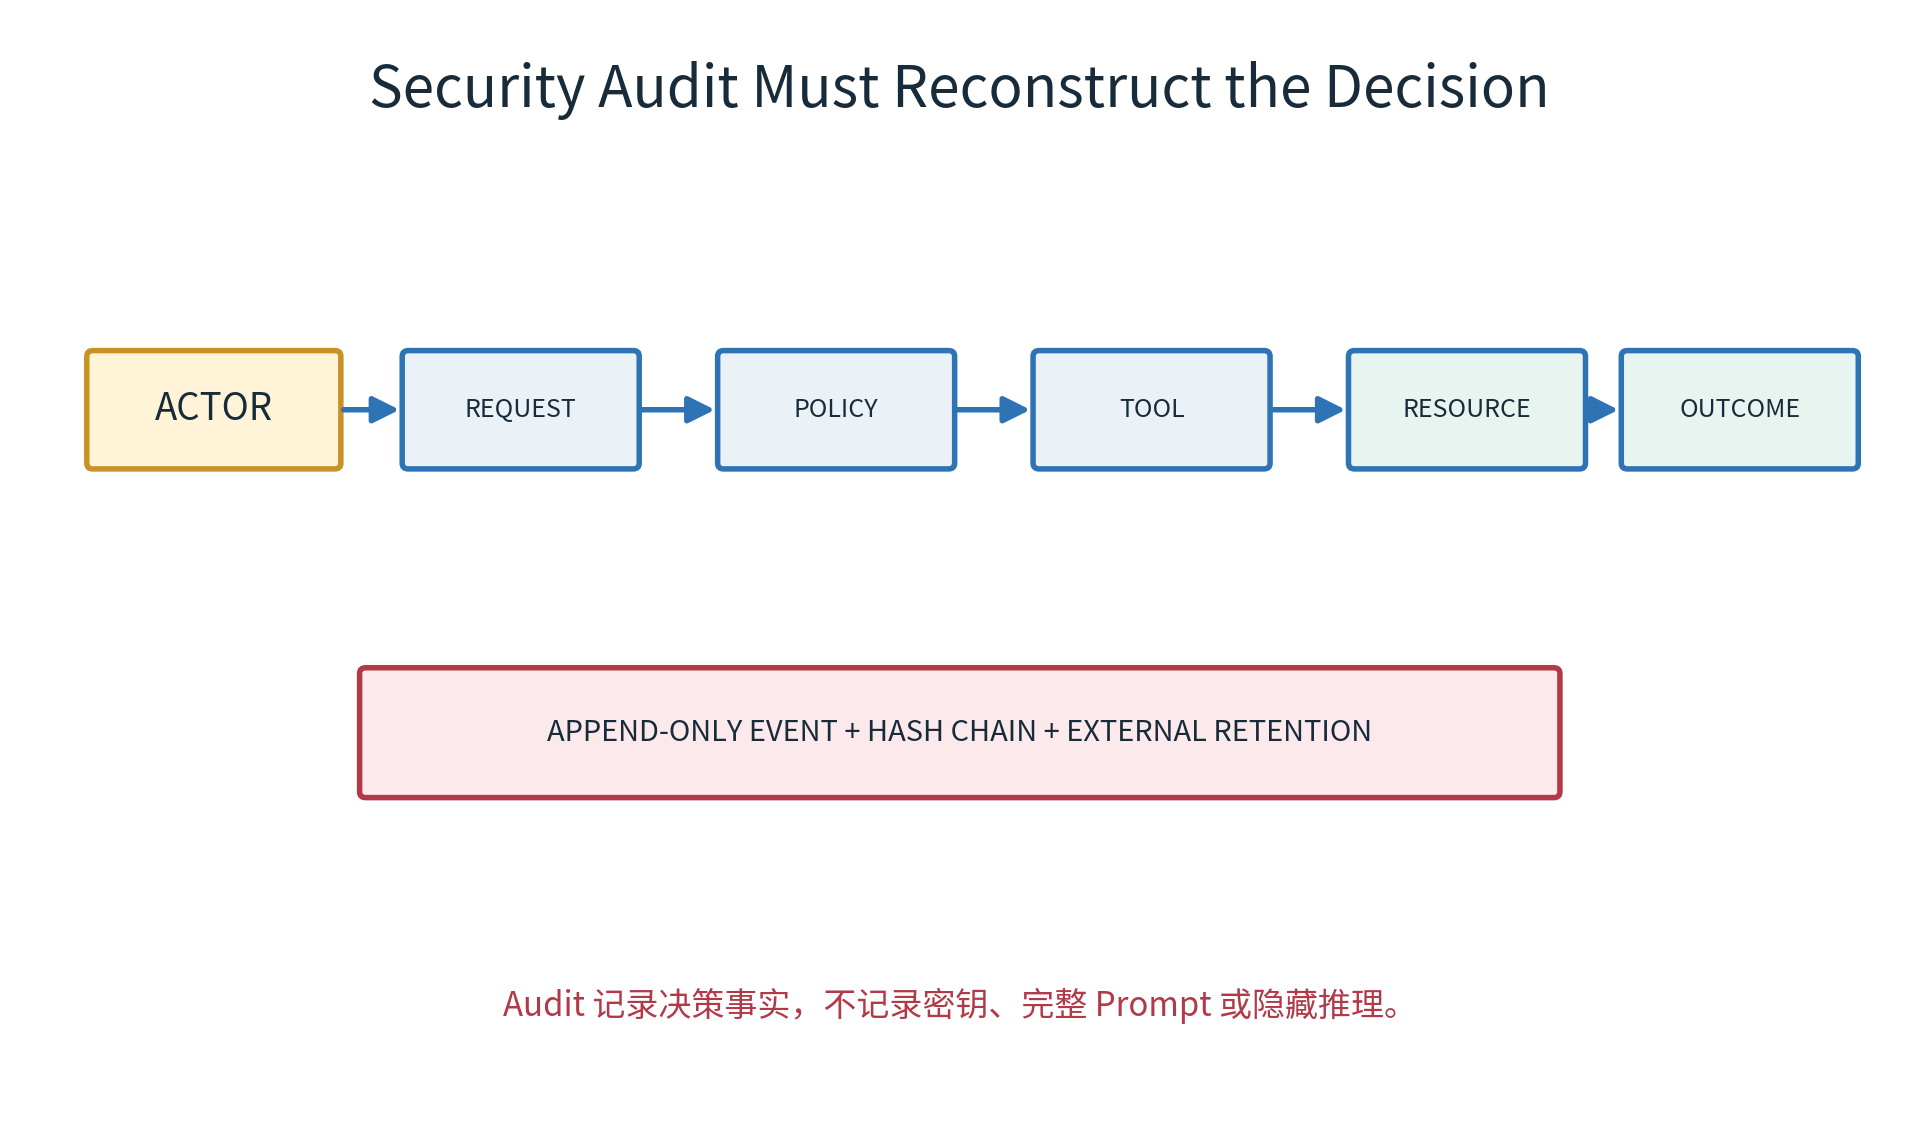 Security Audit Must Reconstruct the Decision
ACTOR
REQUEST
POLICY
TOOL
RESOURCE
OUTCOME
APPEND-ONLY EVENT + HASH CHAIN + EXTERNAL RETENTION
Audit 记录决策事实，不记录密钥、完整 Prompt 或隐藏推理。